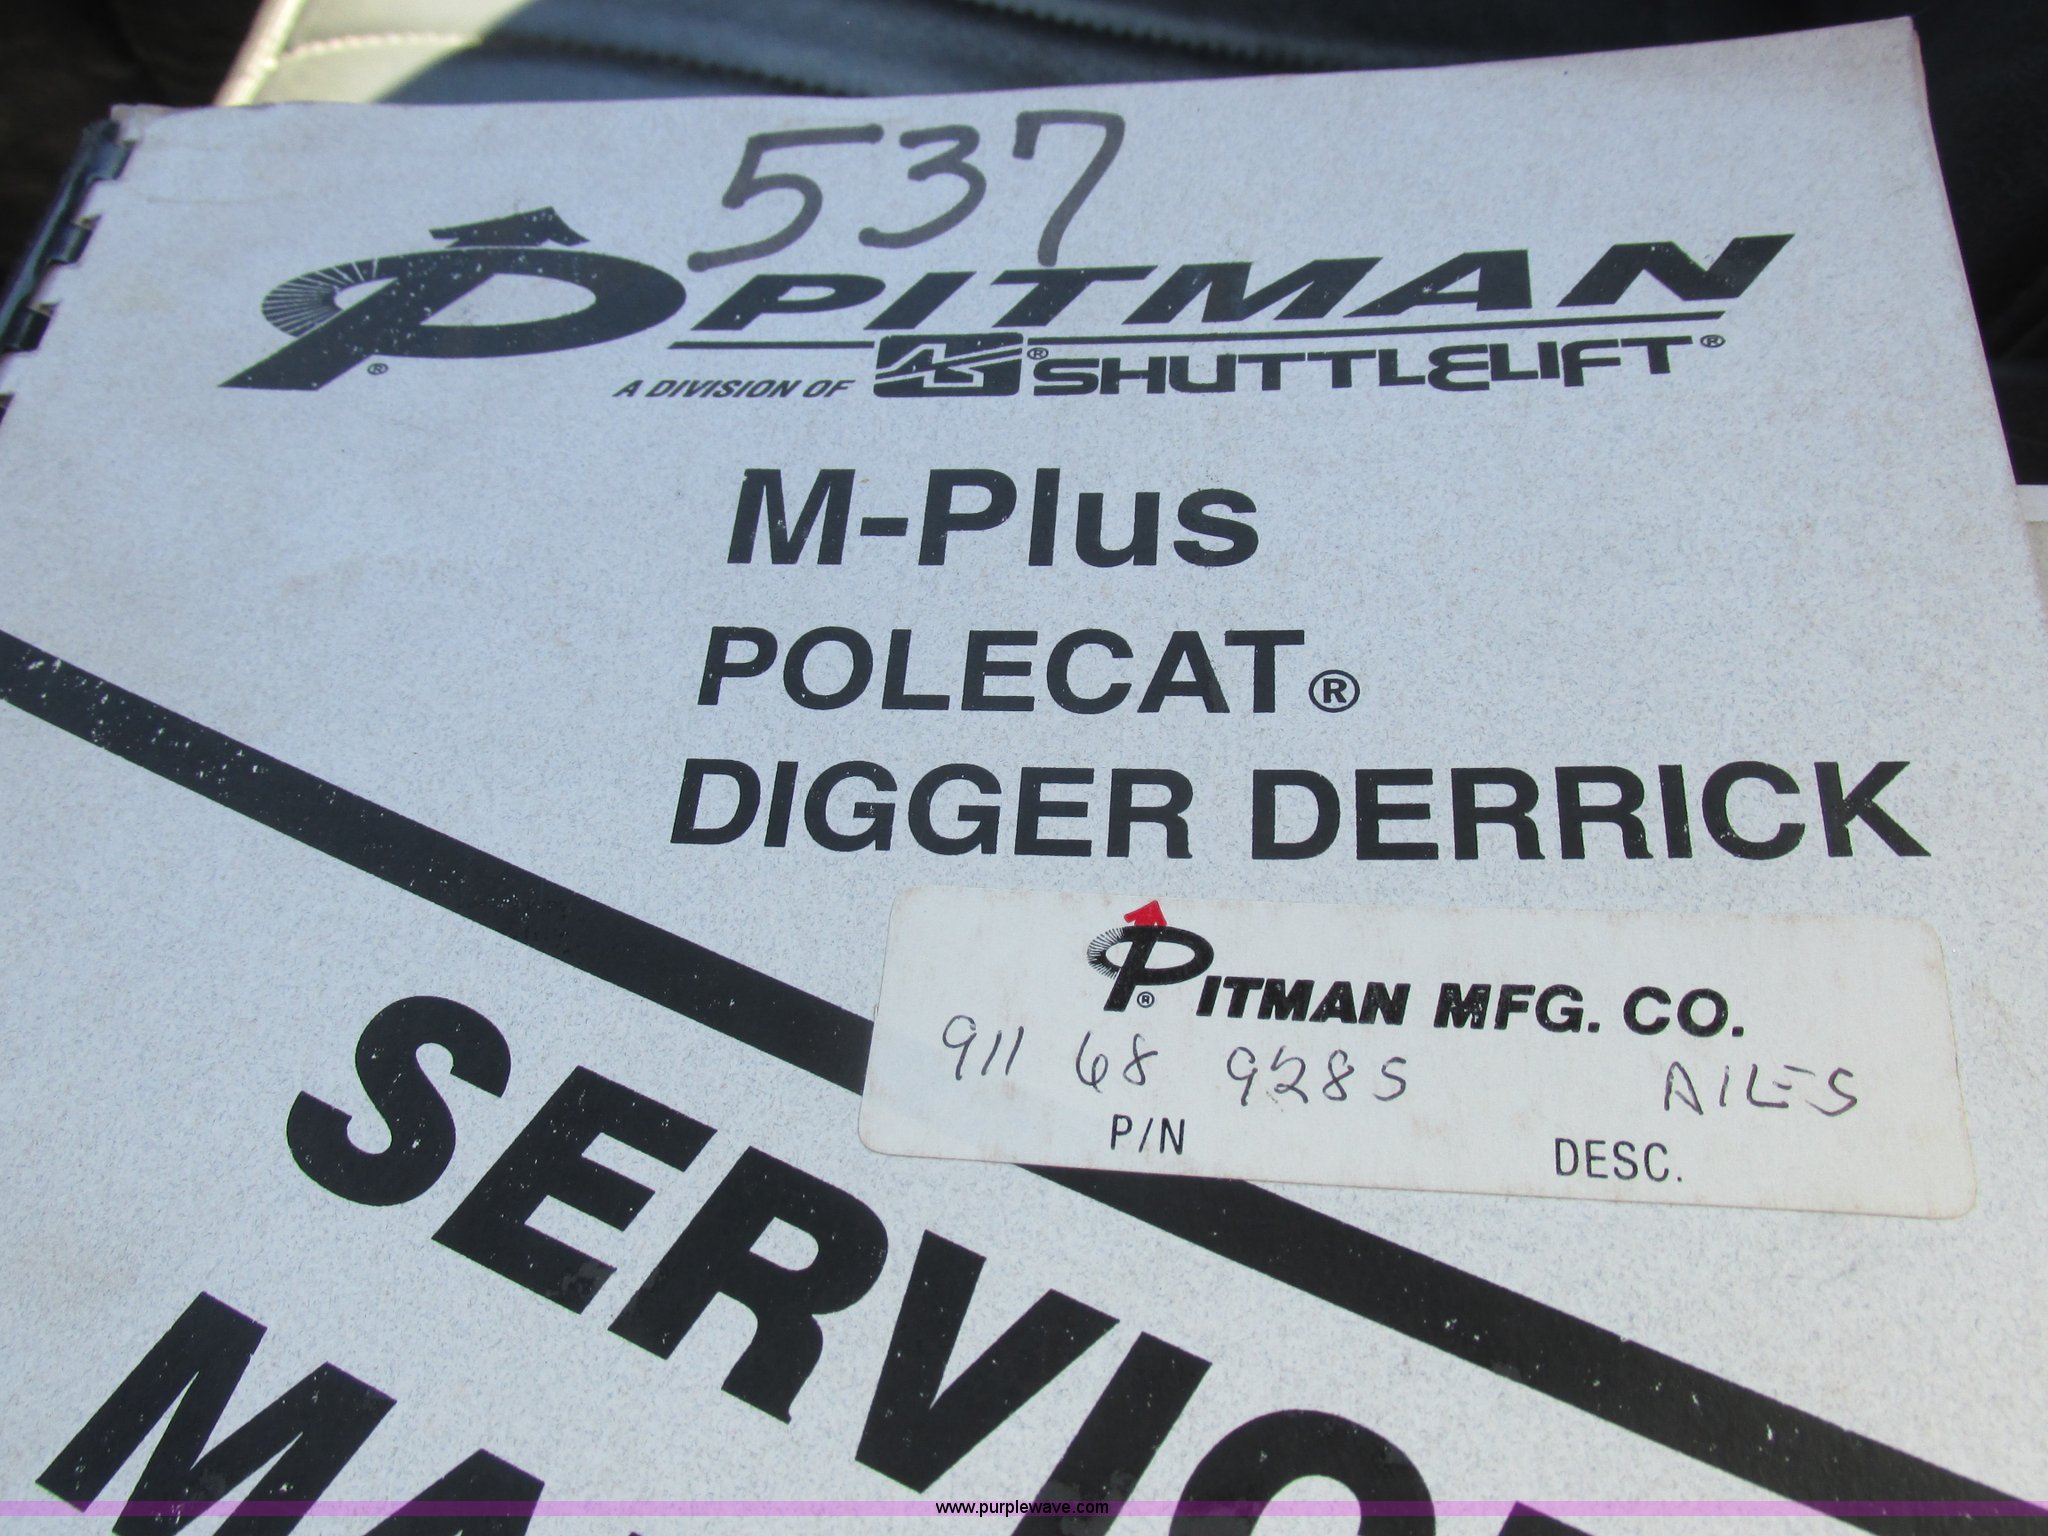 537
PITMAN
A DIVISION OF SHUTTLELIFT®
M-Plus
POLECAT®
DIGGER DERRICK
PITMAN MFG. CO.
911 68 9285 AILES
P/N DESC.
SERVIC
MA
www.purplewave.com